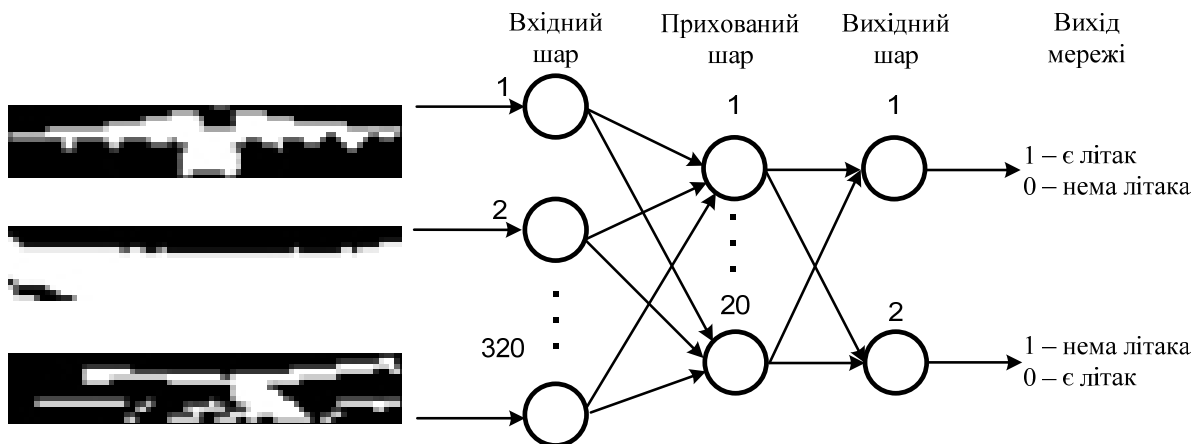 Вхідний
шар
Прихований
шар
Вихідний
шар
Вихід
мережі
1
1
1
1 – є літак
0 – нема літака
2
20
2
320
1 – нема літака
0 – є літак